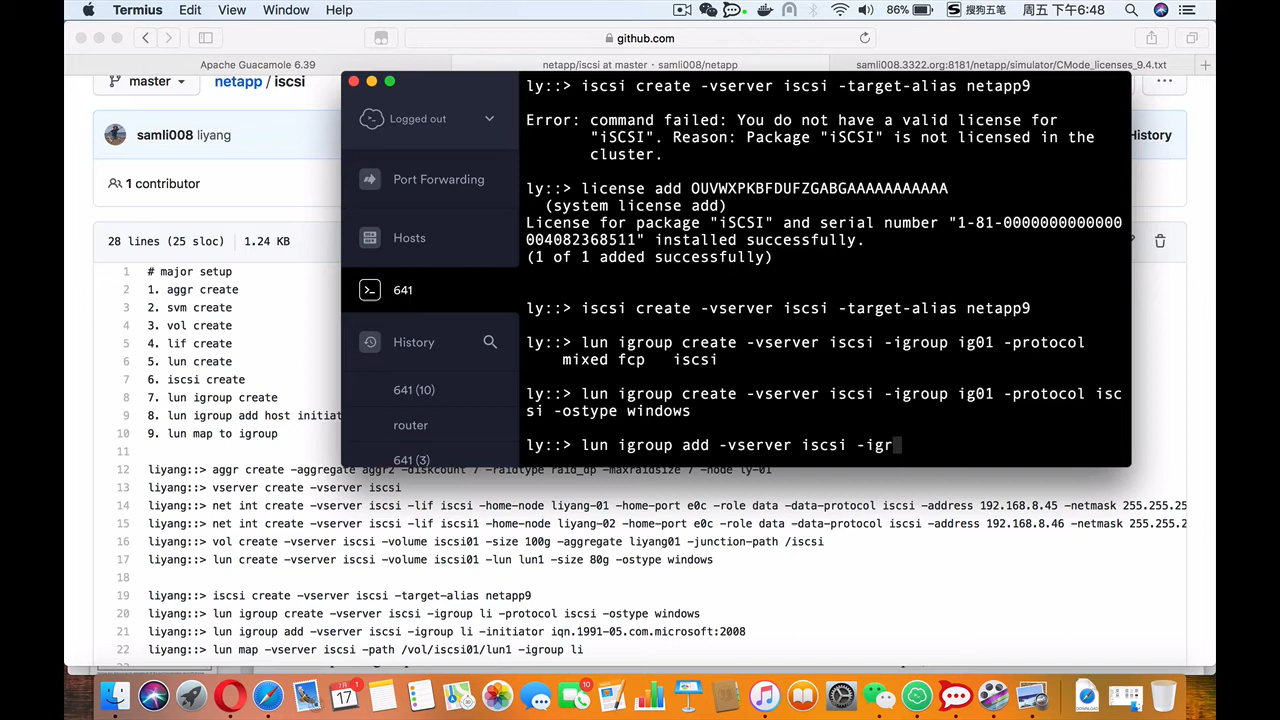 Termius Edit View Window Help 86% 搜狗五笔 周五 下午6:48
github.com
Apache Guacamole 6.39 netapp/iscsi at master · samli008/netapp samli008.3322.org:8181/netapp/simulator/CMode_licenses_9.4.txt
master netapp / iscsi
samli008 liyang
History
1 contributor
28 lines (25 sloc) 1.24 KB
1 # major setup
2 1. aggr create
3 2. svm create
4 3. vol create
5 4. lif create
6 5. lun create
7 6. iscsi create
8 7. lun igroup create
9 8. lun igroup add host initia
10 9. lun map to igroup
11
12 liyang::> aggr create -aggregate aggr2 -diskcount 7 -raidtype raid_dp -maxraidsize 7 -node ly-01
13 liyang::> vserver create -vserver iscsi
14 liyang::> net int create -vserver iscsi -lif iscsi -home-node liyang-01 -home-port e0c -role data -data-protocol iscsi -address 192.168.8.45 -netmask 255.255.25
15 liyang::> net int create -vserver iscsi -lif iscsi1 -home-node liyang-02 -home-port e0c -role data -data-protocol iscsi -address 192.168.8.46 -netmask 255.255.2
16 liyang::> vol create -vserver iscsi -volume iscsi01 -size 100g -aggregate liyang01 -junction-path /iscsi
17 liyang::> lun create -vserver iscsi -volume iscsi01 -lun lun1 -size 80g -ostype windows
18
19 liyang::> iscsi create -vserver iscsi -target-alias netapp9
20 liyang::> lun igroup create -vserver iscsi -igroup li -protocol iscsi -ostype windows
21 liyang::> lun igroup add -vserver iscsi -igroup li -initiator iqn.1991-05.com.microsoft:2008
22 liyang::> lun map -vserver iscsi -path /vol/iscsi01/lun1 -igroup li
Logged out
Port Forwarding
Hosts
641
History
641 (10)
router
641 (3)
ly::> iscsi create -vserver iscsi -target-alias netapp9
Error: command failed: You do not have a valid license for
"iSCSI". Reason: Package "iSCSI" is not licensed in the
cluster.
ly::> license add OUVWXPKBFDUFZGABGAAAAAAAAAAA
(system license add)
License for package "iSCSI" and serial number "1-81-0000000000000
004082368511" installed successfully.
(1 of 1 added successfully)
ly::> iscsi create -vserver iscsi -target-alias netapp9
ly::> lun igroup create -vserver iscsi -igroup ig01 -protocol
mixed fcp iscsi
ly::> lun igroup create -vserver iscsi -igroup ig01 -protocol isc
si -ostype windows
ly::> lun igroup add -vserver iscsi -igr